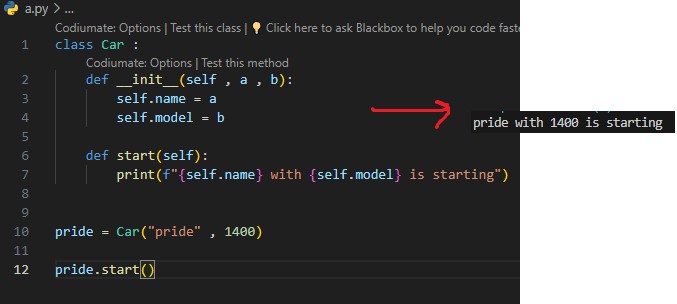 a.py > ...
Codiumate: Options | Test this class | 💡 Click here to ask Blackbox to help you code faste
1 class Car :
Codiumate: Options | Test this method
2     def __init__(self , a , b):
3         self.name = a
4         self.model = b
5
6     def start(self):
7         print(f"{self.name} with {self.model} is starting")
8
9
10 pride = Car("pride" , 1400)
11
12 pride.start()
pride with 1400 is starting